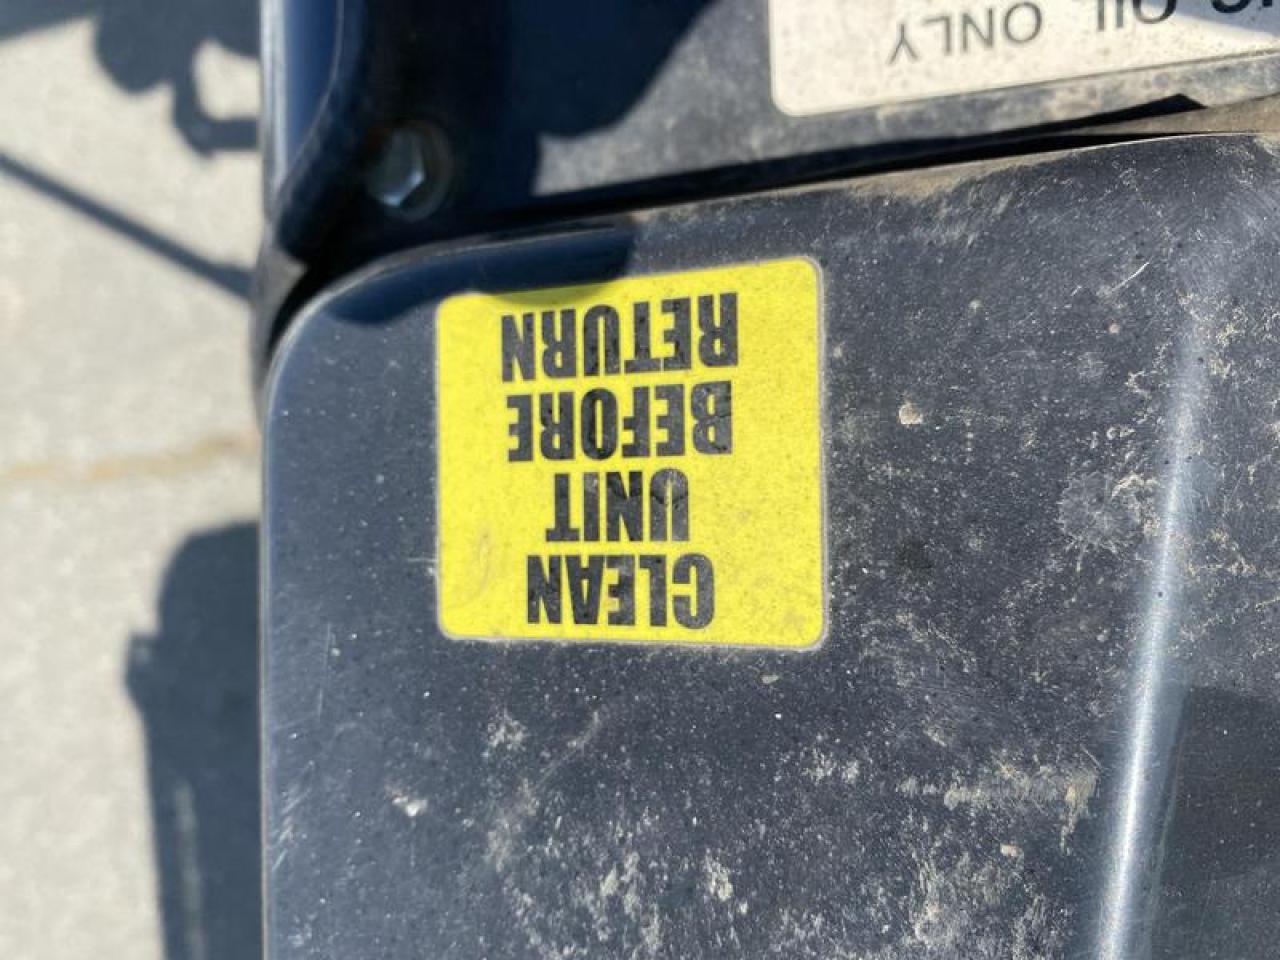 OIL ONLY
CLEAN
UNIT
BEFORE
RETURN